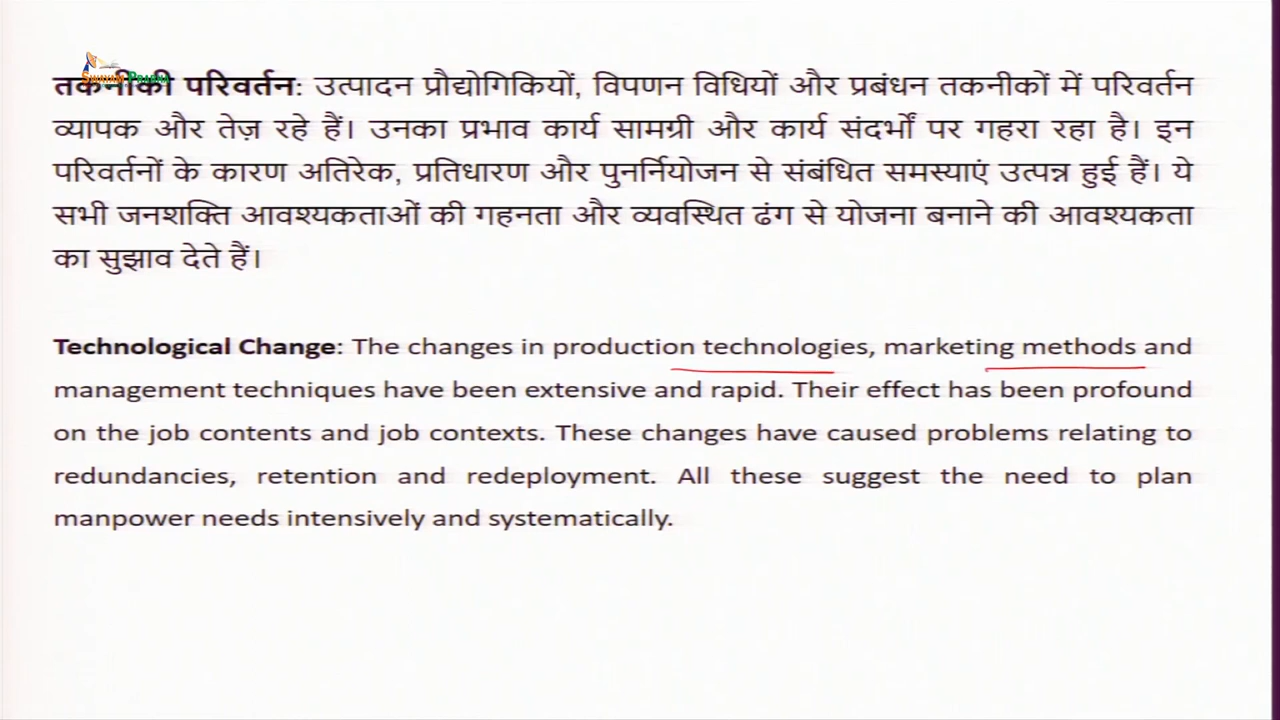 SWAYAM PRABHA
तकनीकी परिवर्तन: उत्पादन प्रौद्योगिकियों, विपणन विधियों और प्रबंधन तकनीकों में परिवर्तन
व्यापक और तेज़ रहे हैं। उनका प्रभाव कार्य सामग्री और कार्य संदर्भों पर गहरा रहा है। इन
परिवर्तनों के कारण अतिरेक, प्रतिधारण और पुनर्नियोजन से संबंधित समस्याएं उत्पन्न हुई हैं। ये
सभी जनशक्ति आवश्यकताओं की गहनता और व्यवस्थित ढंग से योजना बनाने की आवश्यकता
का सुझाव देते हैं।
Technological Change: The changes in production technologies, marketing methods and
management techniques have been extensive and rapid. Their effect has been profound
on the job contents and job contexts. These changes have caused problems relating to
redundancies, retention and redeployment. All these suggest the need to plan
manpower needs intensively and systematically.